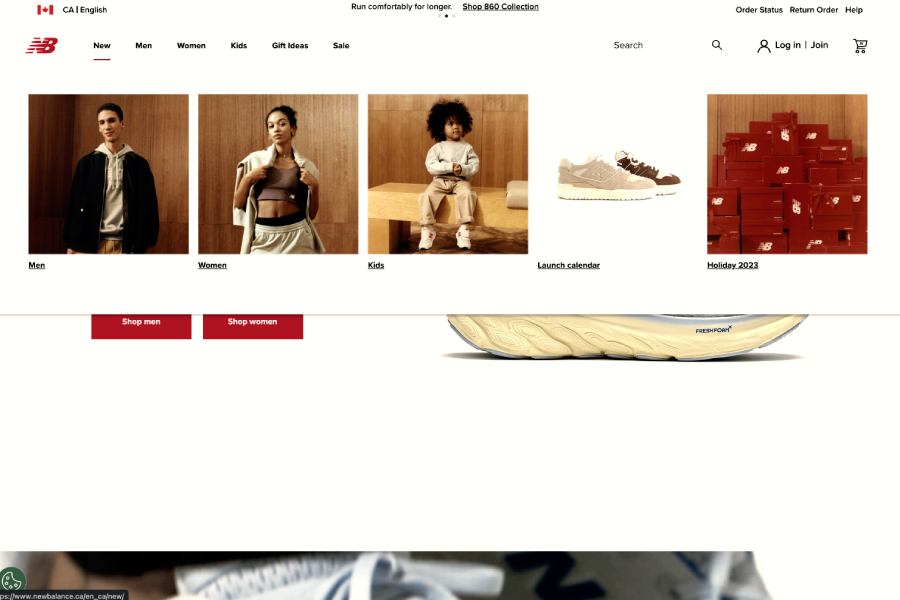 CA | English
Run comfortably for longer. Shop 860 Collection
Order Status Return Order Help
NB
New Men Women Kids Gift Ideas Sale
Search
Log in | Join
Men
Women
Kids
Launch calendar
Holiday 2023
Shop men
Shop women
FRESHFOAM X
ps://www.newbalance.ca/en_ca/new/